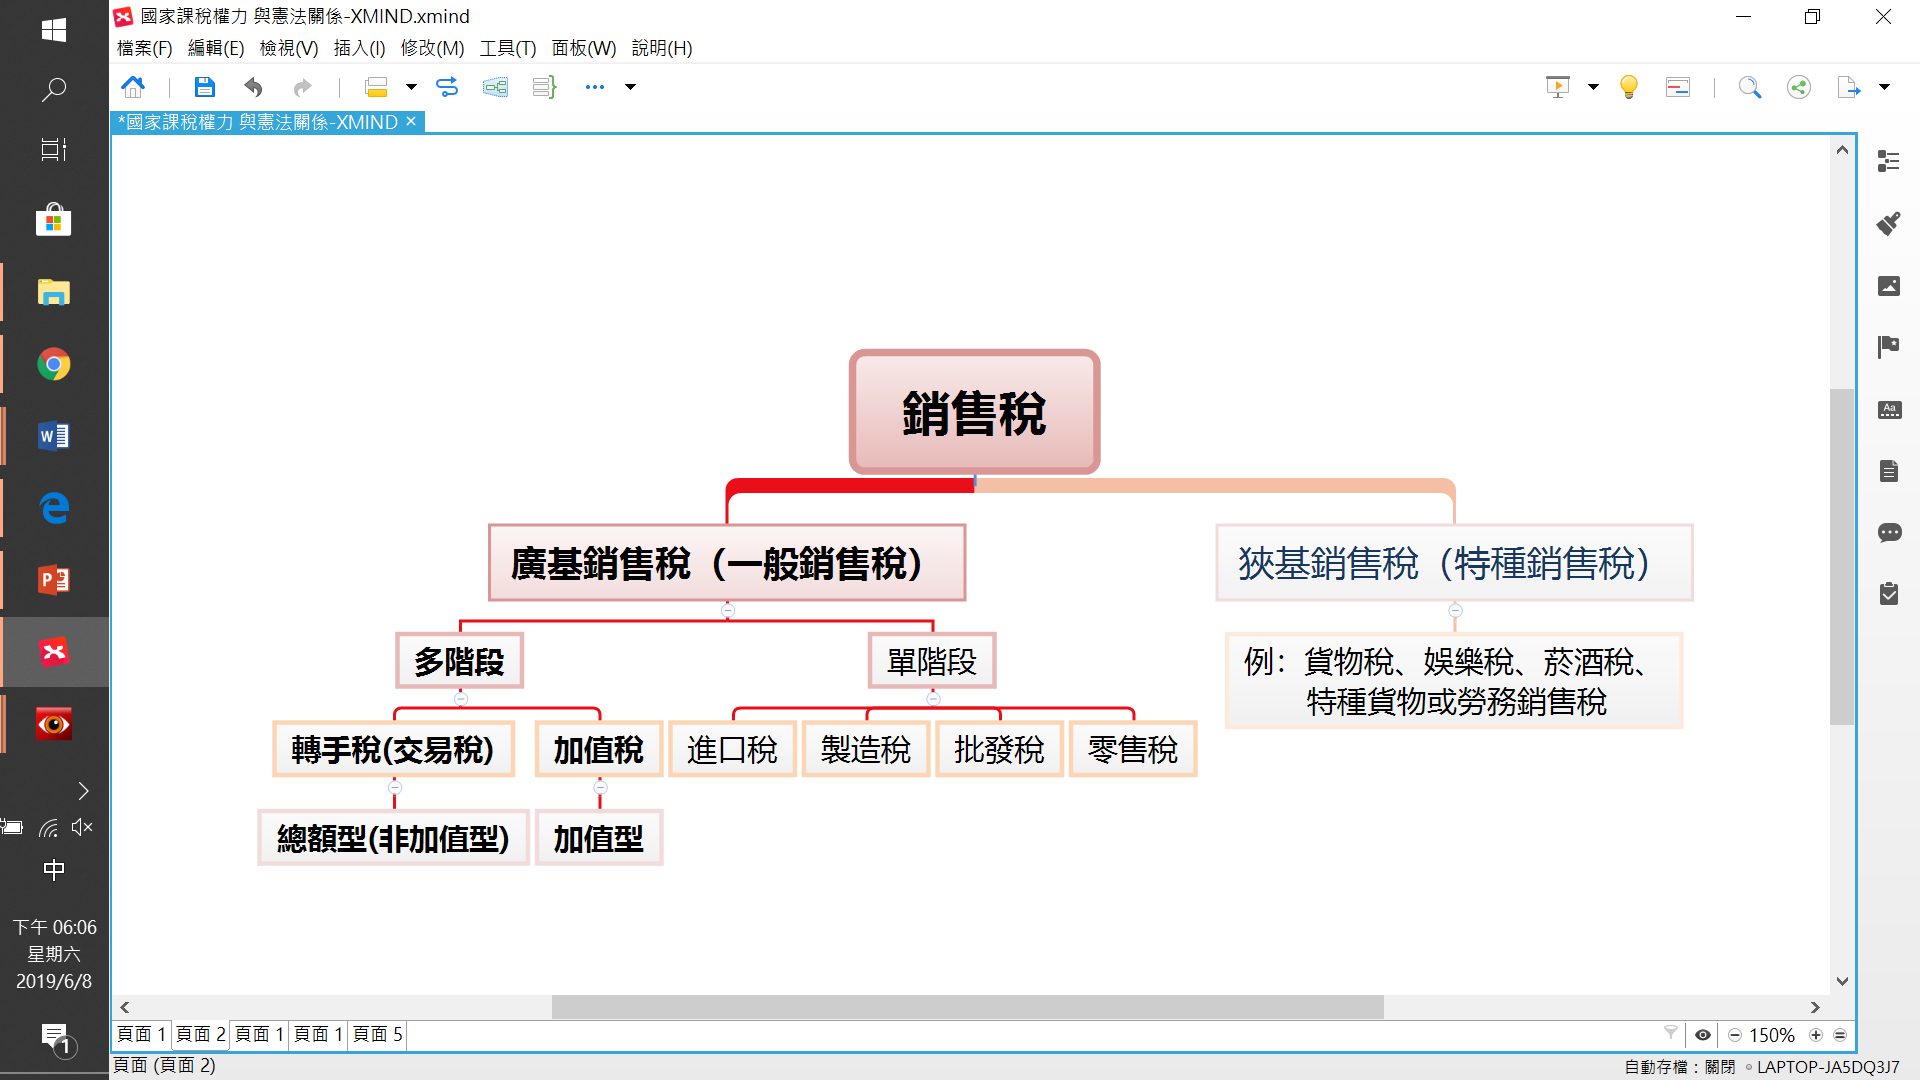 國家課稅權力 與憲法關係-XMIND.xmind
檔案(F) 編輯(E) 檢視(V) 插入(I) 修改(M) 工具(T) 面板(W) 說明(H)
*國家課稅權力 與憲法關係-XMIND
銷售稅
廣基銷售稅（一般銷售稅）
狹基銷售稅（特種銷售稅）
多階段
單階段
例：貨物稅、娛樂稅、菸酒稅、
特種貨物或勞務銷售稅
轉手稅(交易稅)
加值稅
進口稅
製造稅
批發稅
零售稅
總額型(非加值型)
加值型
中
下午 06:06
星期六
2019/6/8
1
頁面 1
頁面 2
頁面 1
頁面 1
頁面 5
150%
頁面 (頁面 2)
自動存檔：關閉
LAPTOP-JA5DQ3J7
W
P
Aa